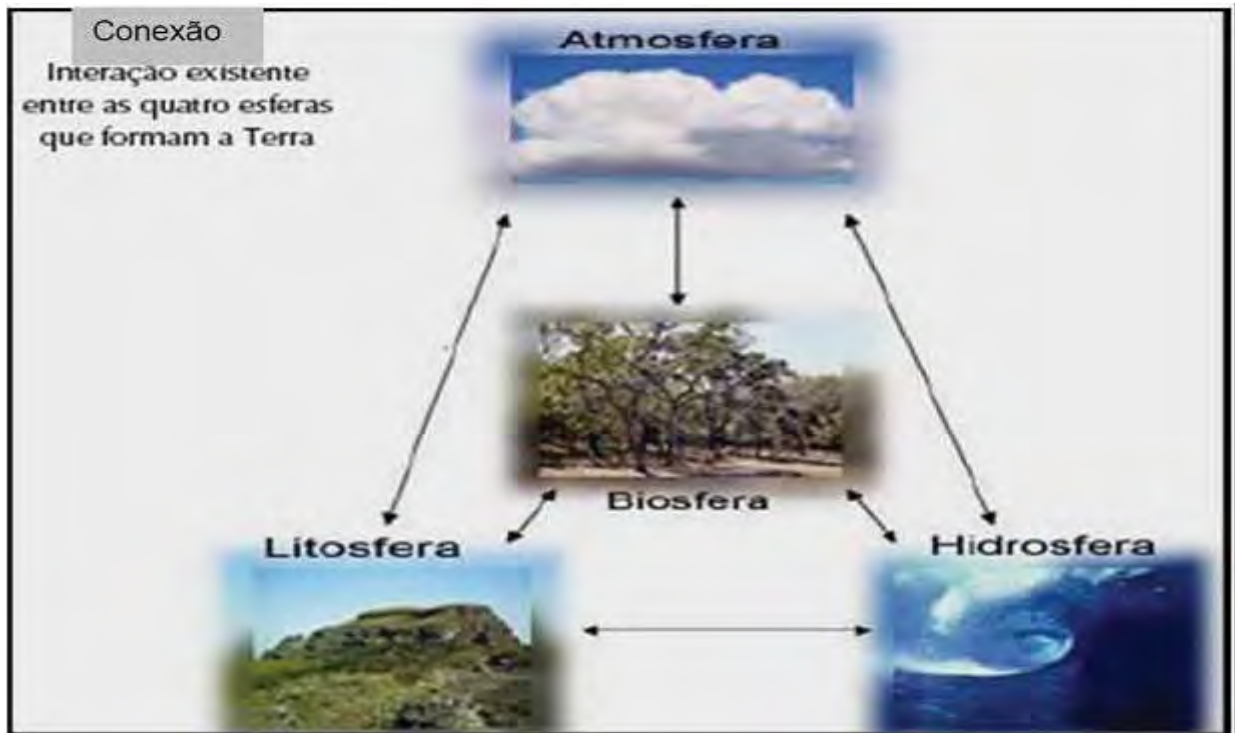 Conexão
Interação existente
entre as quatro esferas
que formam a Terra
Atmosfera
Biosfera
Litosfera
Hidrosfera